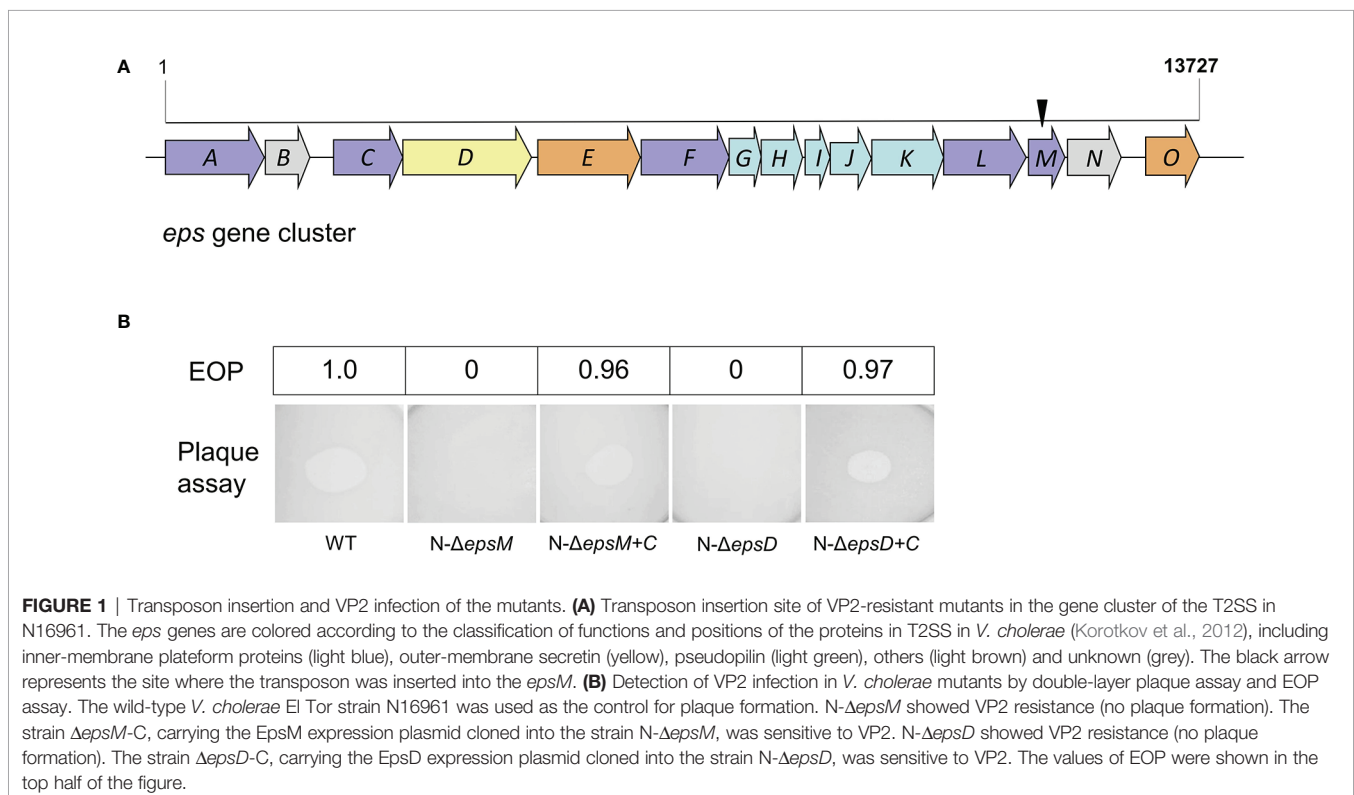 A 1 13727
A B C D E F G H I J K L M N O
eps gene cluster
B
EOP 1.0 0 0.96 0 0.97
Plaque
assay
WT N-ΔepsM N-ΔepsM+C N-ΔepsD N-ΔepsD+C
FIGURE 1 | Transposon insertion and VP2 infection of the mutants. (A) Transposon insertion site of VP2-resistant mutants in the gene cluster of the T2SS in
N16961. The eps genes are colored according to the classification of functions and positions of the proteins in T2SS in V. cholerae (Korotkov et al., 2012), including
inner-membrane plateform proteins (light blue), outer-membrane secretin (yellow), pseudopilin (light green), others (light brown) and unknown (grey). The black arrow
represents the site where the transposon was inserted into the epsM. (B) Detection of VP2 infection in V. cholerae mutants by double-layer plaque assay and EOP
assay. The wild-type V. cholerae El Tor strain N16961 was used as the control for plaque formation. N-ΔepsM showed VP2 resistance (no plaque formation). The
strain ΔepsM-C, carrying the EpsM expression plasmid cloned into the strain N-ΔepsM, was sensitive to VP2. N-ΔepsD showed VP2 resistance (no plaque
formation). The strain ΔepsD-C, carrying the EpsD expression plasmid cloned into the strain N-ΔepsD, was sensitive to VP2. The values of EOP were shown in the
top half of the figure.